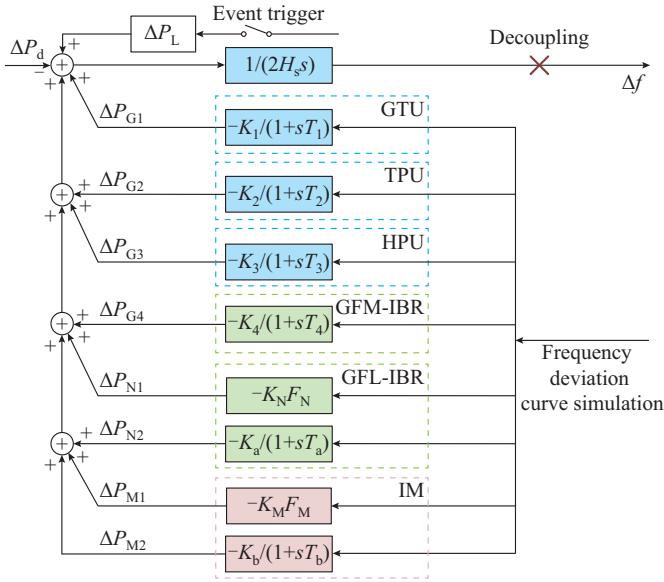 Event trigger
ΔP_L
Decoupling
ΔP_d
+
−
+
+
+
1/(2H_s s)
Δf
GTU
ΔP_G1
−K_1/(1+sT_1)
TPU
ΔP_G2
+
+
+
−K_2/(1+sT_2)
HPU
ΔP_G3
−K_3/(1+sT_3)
GFM-IBR
ΔP_G4
+
+
+
−K_4/(1+sT_4)
Frequency
deviation
curve simulation
GFL-IBR
ΔP_N1
−K_N F_N
ΔP_N2
+
+
+
+
−K_a/(1+sT_a)
IM
ΔP_M1
−K_M F_M
ΔP_M2
−K_b/(1+sT_b)